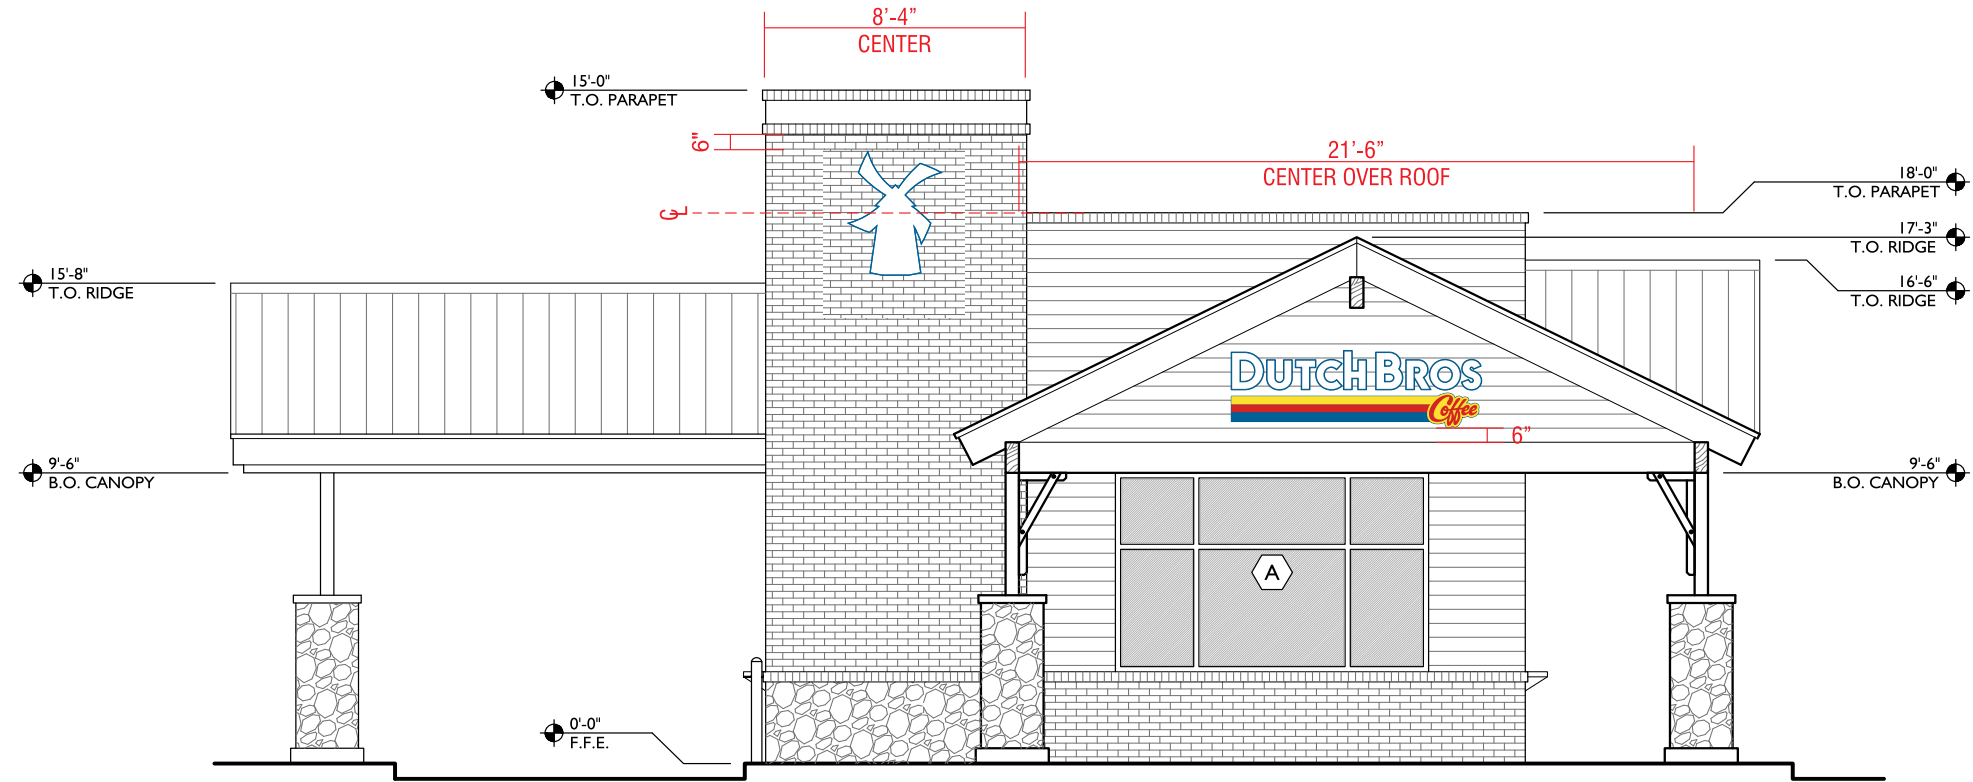 8’-4”
CENTER
15'-0"
T.O. PARAPET
6"
21’-6”
CENTER OVER ROOF
18'-0"
T.O. PARAPET
CL
17'-3"
T.O. RIDGE
15'-8"
T.O. RIDGE
16'-6"
T.O. RIDGE
DUTCH BROS
Coffee
6”
9'-6"
B.O. CANOPY
9'-6"
B.O. CANOPY
A
0'-0"
F.F.E.